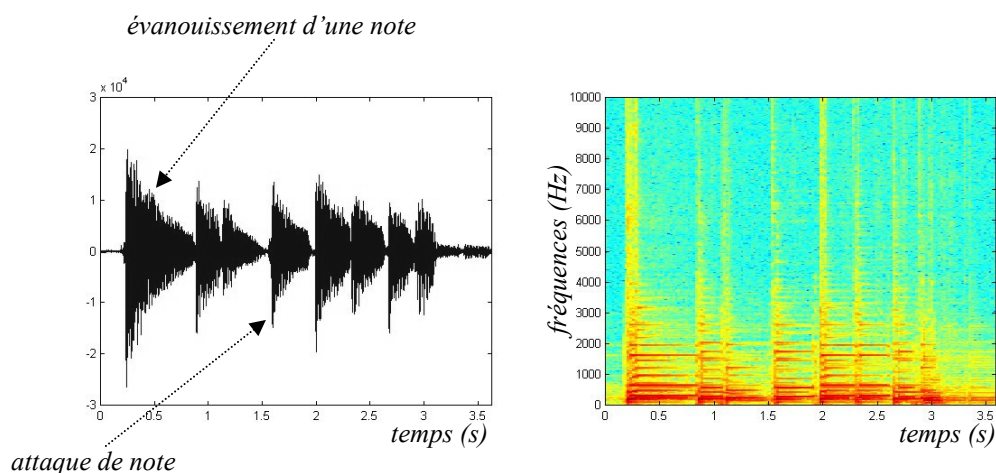 évanouissement d'une note
x 10⁴
3
2
1
0
-1
-2
-3
0 0.5 1 1.5 2 2.5 3 3.5
temps (s)
attaque de note
fréquences (Hz)
10000
9000
8000
7000
6000
5000
4000
3000
2000
1000
0
0 0.5 1 1.5 2 2.5 3 3.5
temps (s)